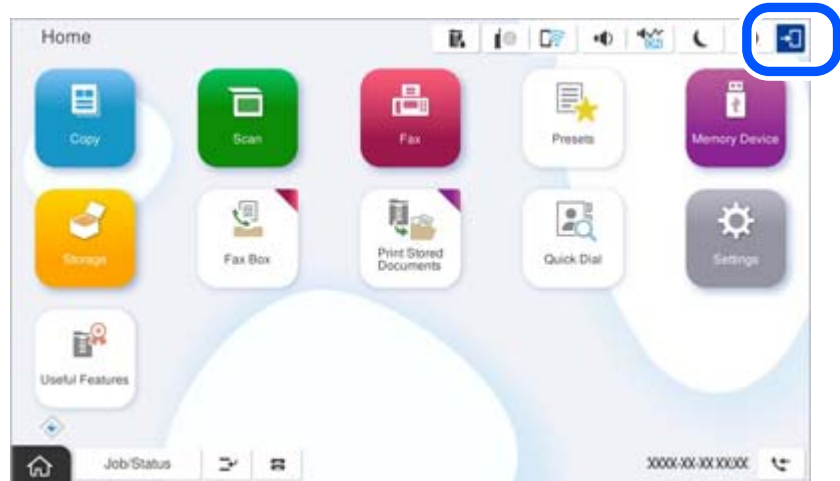 Home
Copy
Scan
Fax
Presets
Memory Device
Storage
Fax Box
Print Stored
Documents
Quick Dial
Settings
Useful Features
Job/Status
XXXX-XX-XX XX:XX